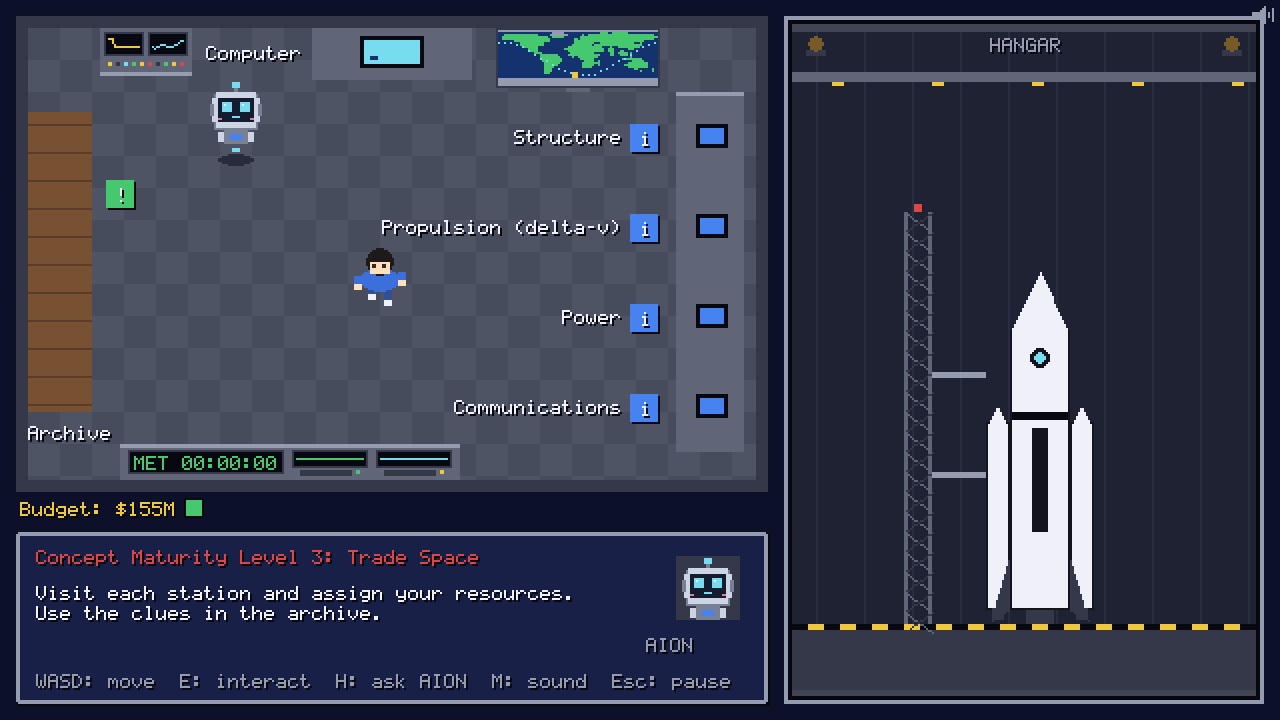 Computer
HANGAR
Structure i
!
Propulsion (delta-v) i
Power i
Communications i
Archive
MET 00:00:00
Budget: $155M
Concept Maturity Level 3: Trade Space
Visit each station and assign your resources.
Use the clues in the archive.
AION
WASD: move E: interact H: ask AION M: sound Esc: pause